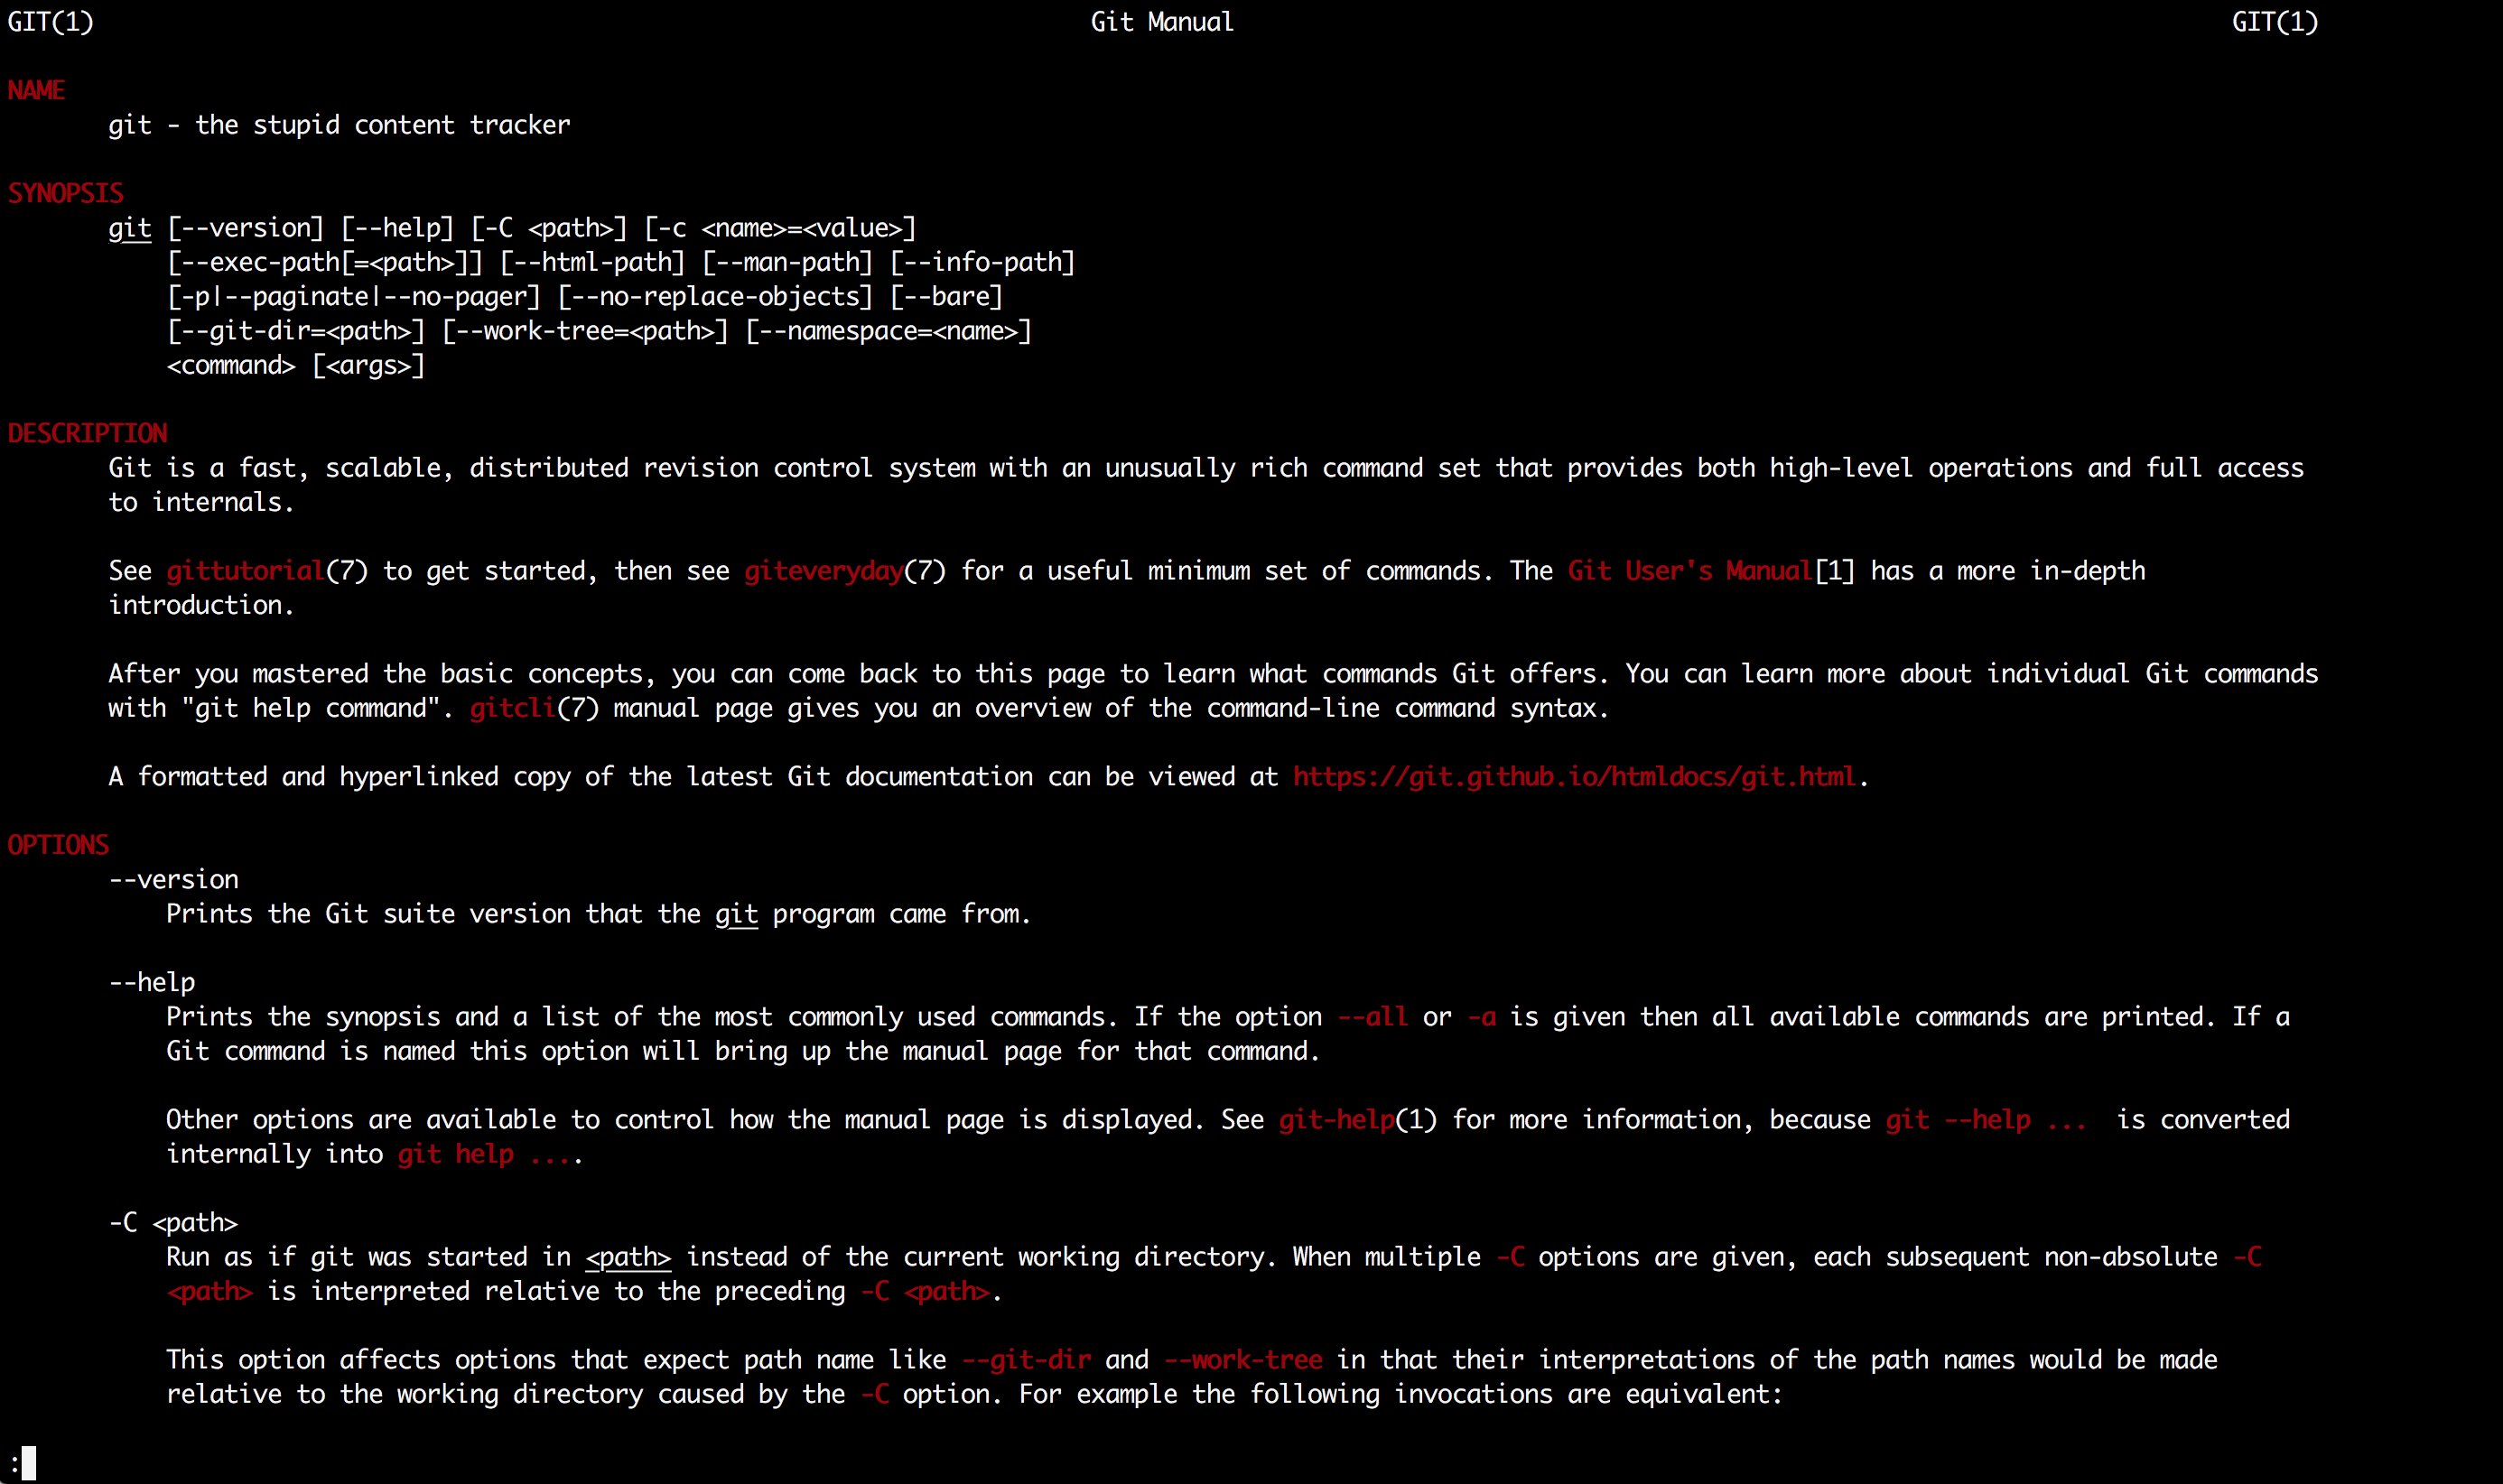 GIT(1) Git Manual GIT(1)
NAME
git - the stupid content tracker
SYNOPSIS
git [--version] [--help] [-C <path>] [-c <name>=<value>]
[--exec-path[=<path>]] [--html-path] [--man-path] [--info-path]
[-p|--paginate|--no-pager] [--no-replace-objects] [--bare]
[--git-dir=<path>] [--work-tree=<path>] [--namespace=<name>]
<command> [<args>]
DESCRIPTION
Git is a fast, scalable, distributed revision control system with an unusually rich command set that provides both high-level operations and full access
to internals.
See gittutorial(7) to get started, then see giteveryday(7) for a useful minimum set of commands. The Git User's Manual[1] has a more in-depth
introduction.
After you mastered the basic concepts, you can come back to this page to learn what commands Git offers. You can learn more about individual Git commands
with "git help command". gitcli(7) manual page gives you an overview of the command-line command syntax.
A formatted and hyperlinked copy of the latest Git documentation can be viewed at https://git.github.io/htmldocs/git.html.
OPTIONS
--version
Prints the Git suite version that the git program came from.
--help
Prints the synopsis and a list of the most commonly used commands. If the option --all or -a is given then all available commands are printed. If a
Git command is named this option will bring up the manual page for that command.
Other options are available to control how the manual page is displayed. See git-help(1) for more information, because git --help ...  is converted
internally into git help ....
-C <path>
Run as if git was started in <path> instead of the current working directory. When multiple -C options are given, each subsequent non-absolute -C
<path> is interpreted relative to the preceding -C <path>.
This option affects options that expect path name like --git-dir and --work-tree in that their interpretations of the path names would be made
relative to the working directory caused by the -C option. For example the following invocations are equivalent:
: